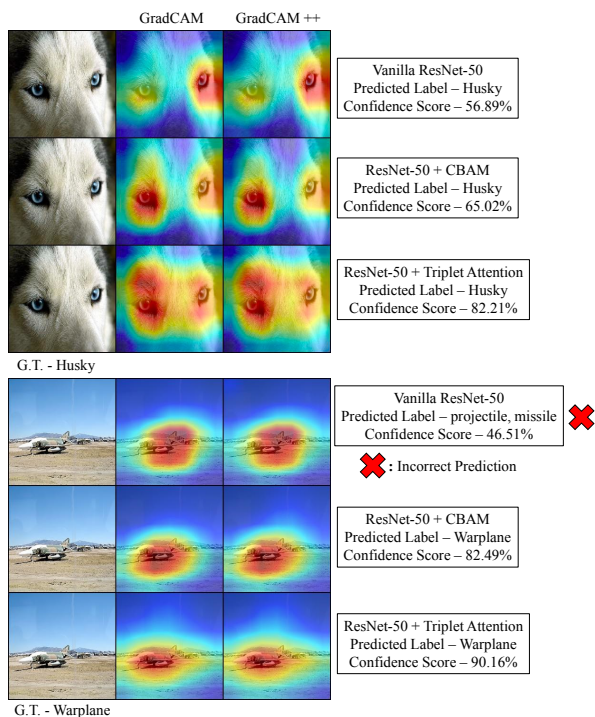 GradCAM GradCAM ++
Vanilla ResNet-50
Predicted Label – Husky
Confidence Score – 56.89%
ResNet-50 + CBAM
Predicted Label – Husky
Confidence Score – 65.02%
ResNet-50 + Triplet Attention
Predicted Label – Husky
Confidence Score – 82.21%
G.T. - Husky
Vanilla ResNet-50
Predicted Label – projectile, missile
Confidence Score – 46.51%
: Incorrect Prediction
ResNet-50 + CBAM
Predicted Label – Warplane
Confidence Score – 82.49%
ResNet-50 + Triplet Attention
Predicted Label – Warplane
Confidence Score – 90.16%
G.T. - Warplane